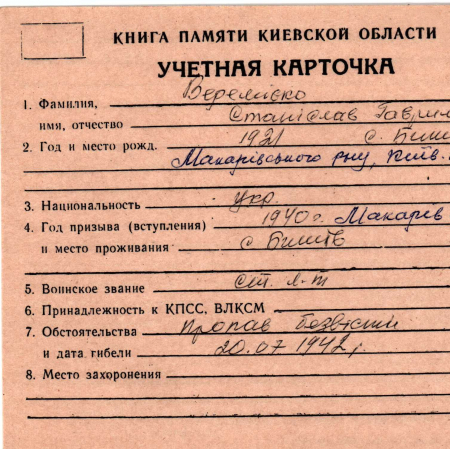 КНИГА ПАМЯТИ КИЕВСКОЙ ОБЛАСТИ
УЧЕТНАЯ КАРТОЧКА
1. Фамилия,
имя, отчество Станіслав
2. Год и место рожд. 1921 с.
Макарівського р-ну, Київ.
3. Национальность укр.
4. Год призыва (вступления) 1940 г. Макарів
и место проживания с. Бишів
5. Воинское звание ст. л-т
6. Принадлежность к КПСС, ВЛКСМ
7. Обстоятельства Пропав безвісти
и дата гибели 20.07 1942 г.
8. Место захоронения